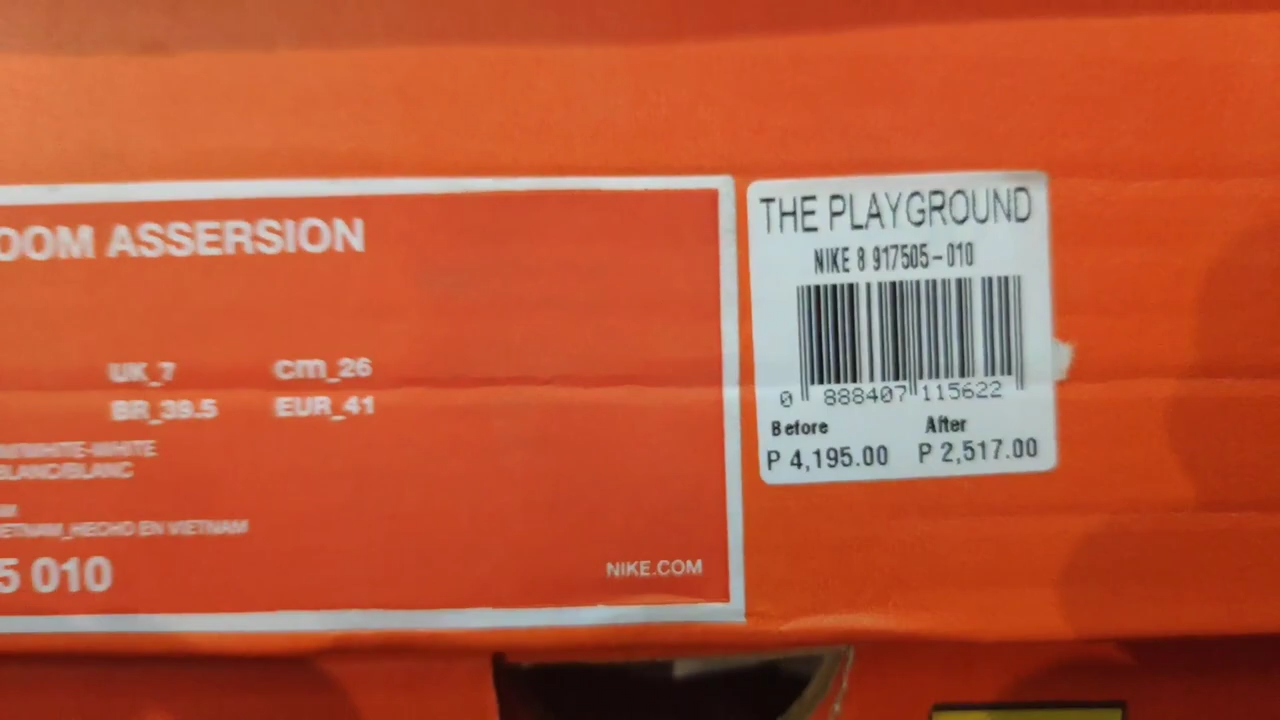 OOM ASSERSION
UK_7 cm_26
BR_39.5 EUR_41
WHITE-WHITE
BLANC/BLANC
ETNAM_HECHO EN VIETNAM
5 010
NIKE.COM
THE PLAYGROUND
NIKE 8 917505-010
0 888407 115622
Before After
P 4,195.00 P 2,517.00